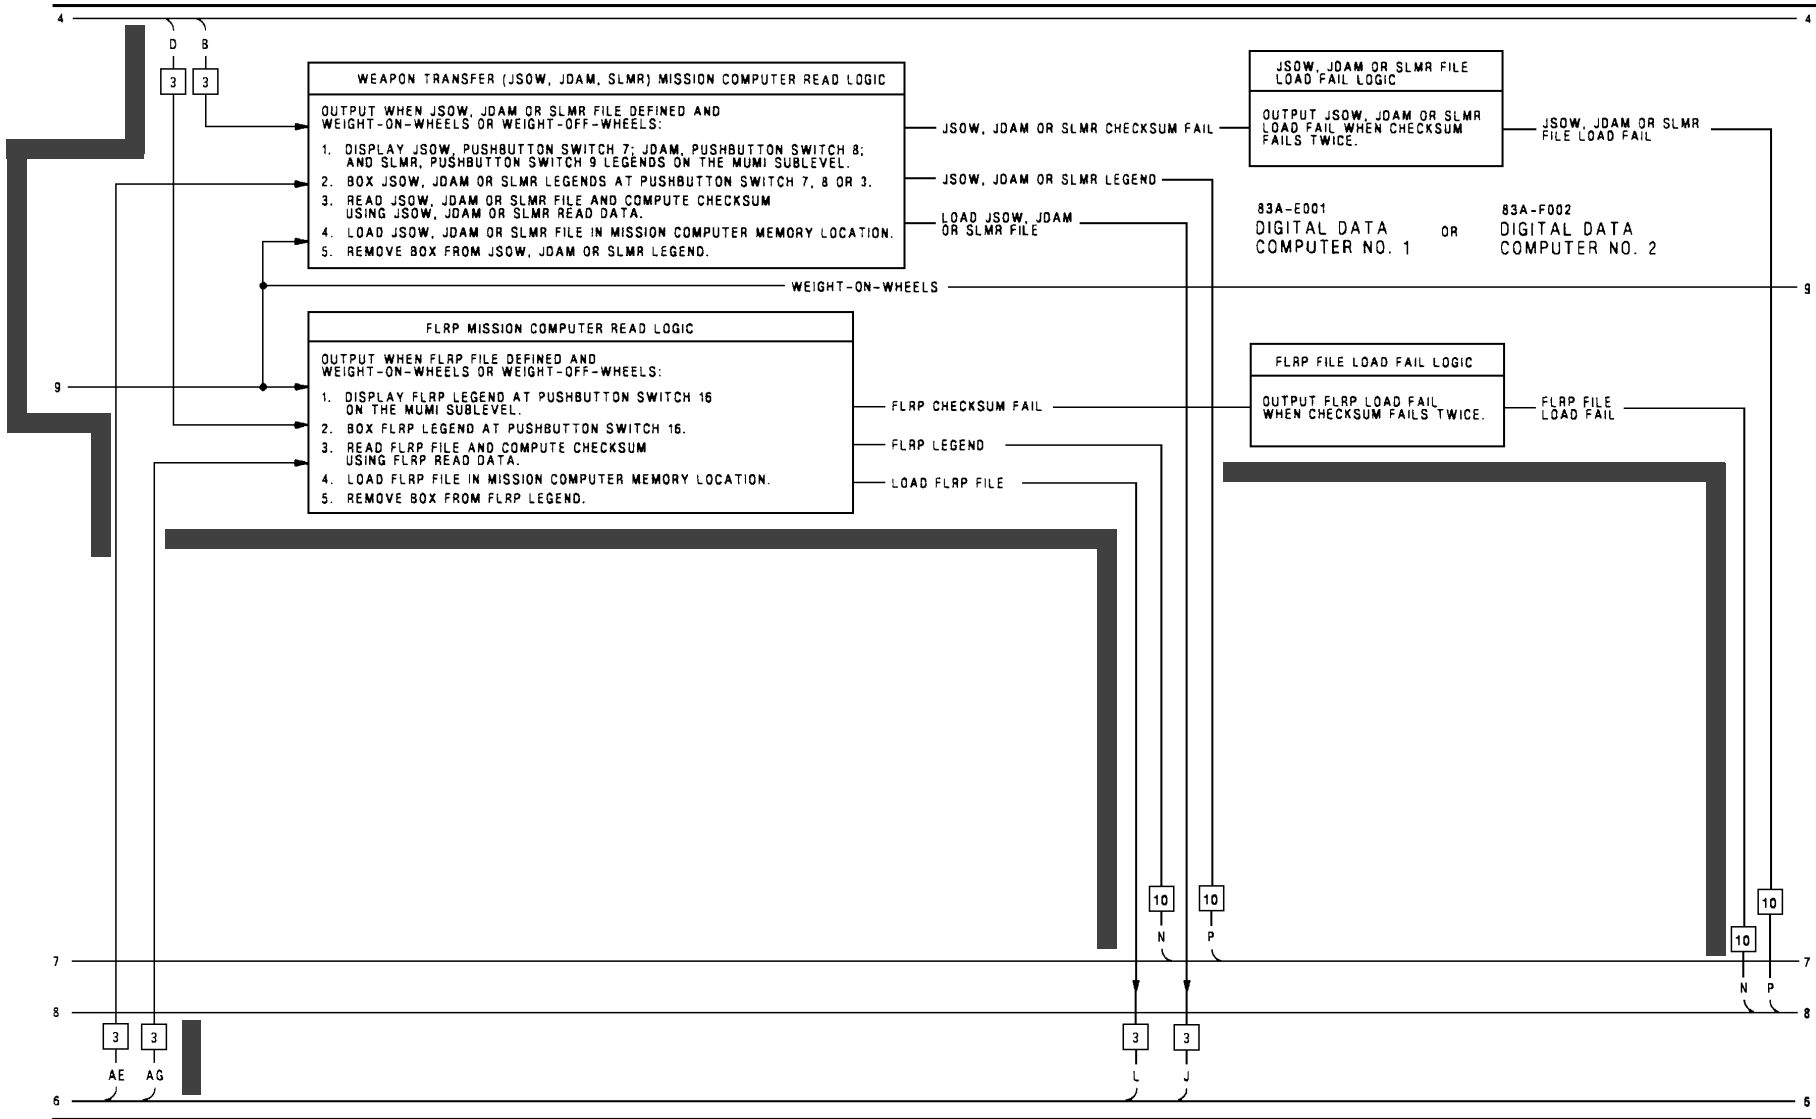 4
4
D B
3 3
WEAPON TRANSFER (JSOW, JDAM, SLMR) MISSION COMPUTER READ LOGIC
OUTPUT WHEN JSOW, JDAM OR SLMR FILE DEFINED AND
WEIGHT-ON-WHEELS OR WEIGHT-OFF-WHEELS:
1. DISPLAY JSOW, PUSHBUTTON SWITCH 7; JDAM, PUSHBUTTON SWITCH 8;
AND SLMR, PUSHBUTTON SWITCH 9 LEGENDS ON THE MUMI SUBLEVEL.
2. BOX JSOW, JDAM OR SLMR LEGENDS AT PUSHBUTTON SWITCH 7, 8 OR 3.
3. READ JSOW, JDAM OR SLMR FILE AND COMPUTE CHECKSUM
USING JSOW, JDAM OR SLMR READ DATA.
4. LOAD JSOW, JDAM OR SLMR FILE IN MISSION COMPUTER MEMORY LOCATION.
5. REMOVE BOX FROM JSOW, JDAM OR SLMR LEGEND.
JSOW, JDAM OR SLMR CHECKSUM FAIL
JSOW, JDAM OR SLMR LEGEND
LOAD JSOW, JDAM
OR SLMR FILE
JSOW, JDAM OR SLMR FILE
LOAD FAIL LOGIC
OUTPUT JSOW, JDAM OR SLMR
LOAD FAIL WHEN CHECKSUM
FAILS TWICE.
JSOW, JDAM OR SLMR
FILE LOAD FAIL
83A-E001
DIGITAL DATA
COMPUTER NO. 1
OR
83A-F002
DIGITAL DATA
COMPUTER NO. 2
WEIGHT-ON-WHEELS
9
9
FLRP MISSION COMPUTER READ LOGIC
OUTPUT WHEN FLRP FILE DEFINED AND
WEIGHT-ON-WHEELS OR WEIGHT-OFF-WHEELS:
1. DISPLAY FLRP LEGEND AT PUSHBUTTON SWITCH 16
ON THE MUMI SUBLEVEL.
2. BOX FLRP LEGEND AT PUSHBUTTON SWITCH 16.
3. READ FLRP FILE AND COMPUTE CHECKSUM
USING FLRP READ DATA.
4. LOAD FLRP FILE IN MISSION COMPUTER MEMORY LOCATION.
5. REMOVE BOX FROM FLRP LEGEND.
FLRP CHECKSUM FAIL
FLRP LEGEND
LOAD FLRP FILE
FLRP FILE LOAD FAIL LOGIC
OUTPUT FLRP LOAD FAIL
WHEN CHECKSUM FAILS TWICE.
FLRP FILE
LOAD FAIL
10 10 10
10
N P
7
7
N P
8
8
3 3 3 3
AE AG L J
6
6